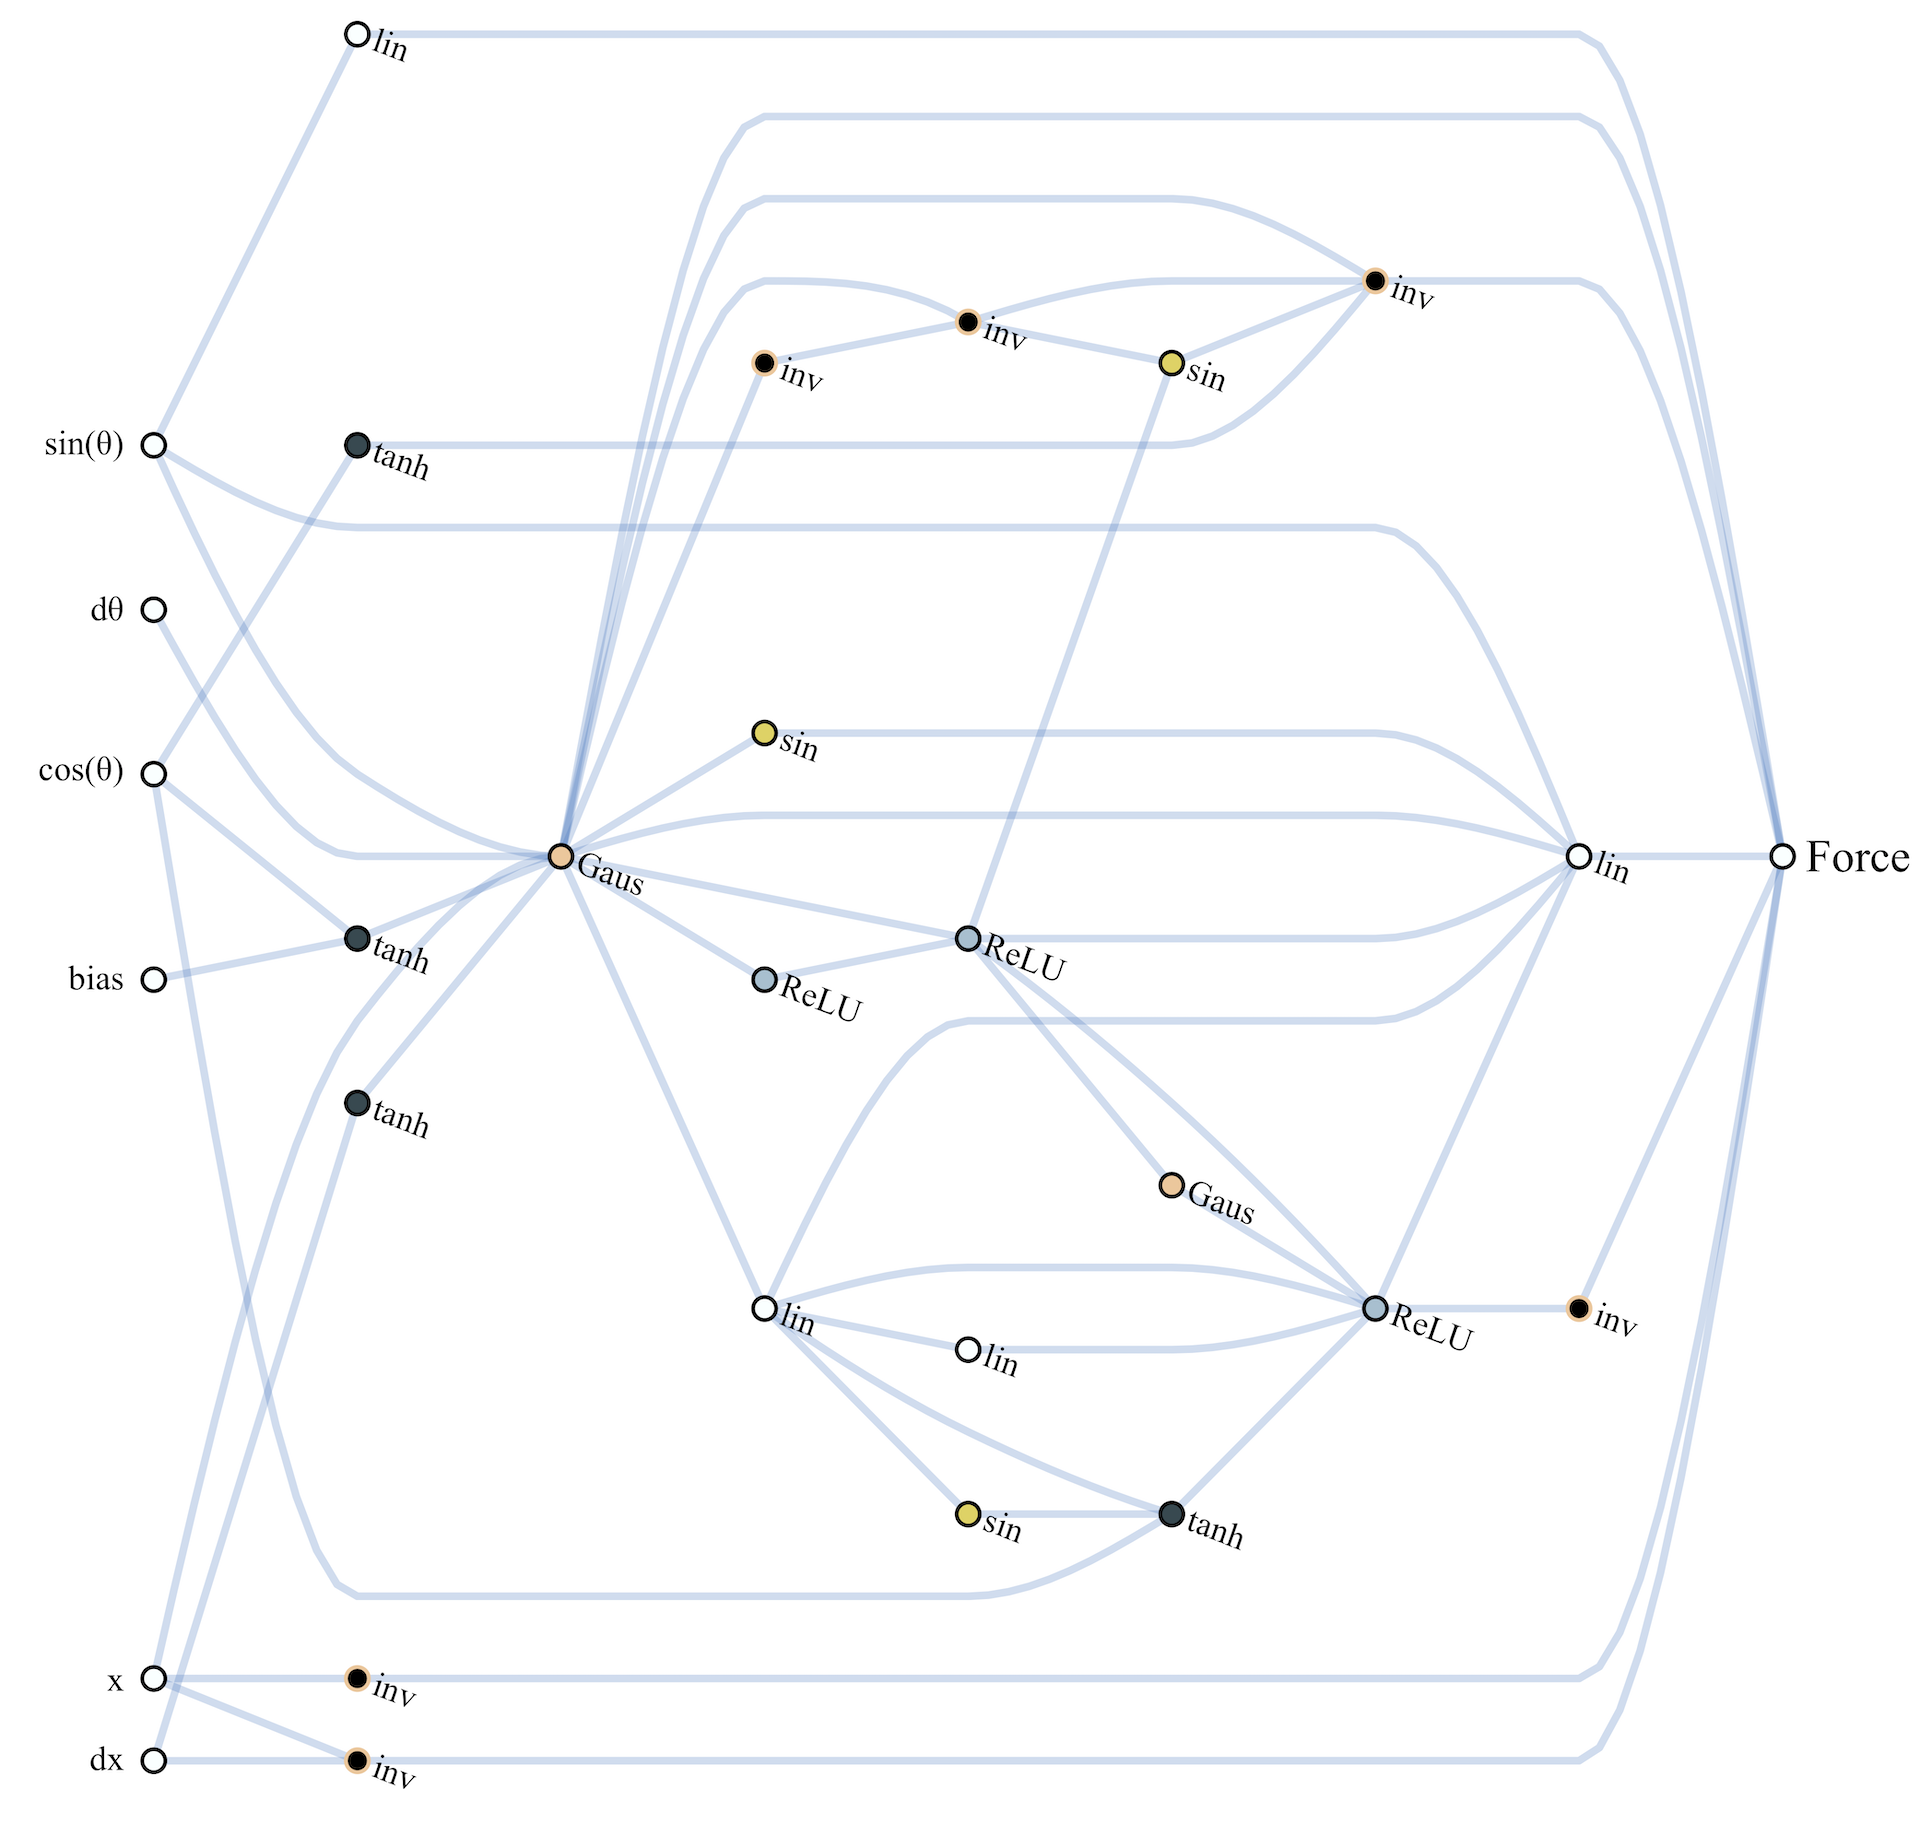 lin
inv
inv
inv
sin
sin(θ)
tanh
dθ
sin
cos(θ)
Gaus
lin
Force
tanh
ReLU
bias
ReLU
tanh
Gaus
lin
ReLU
inv
lin
sin
tanh
x
inv
dx
inv